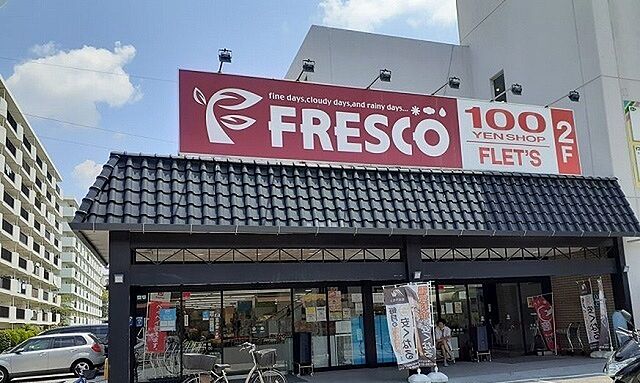 fine days,cloudy days,and rainy days...
FRESCO
100
YEN SHOP
FLET'S
2F